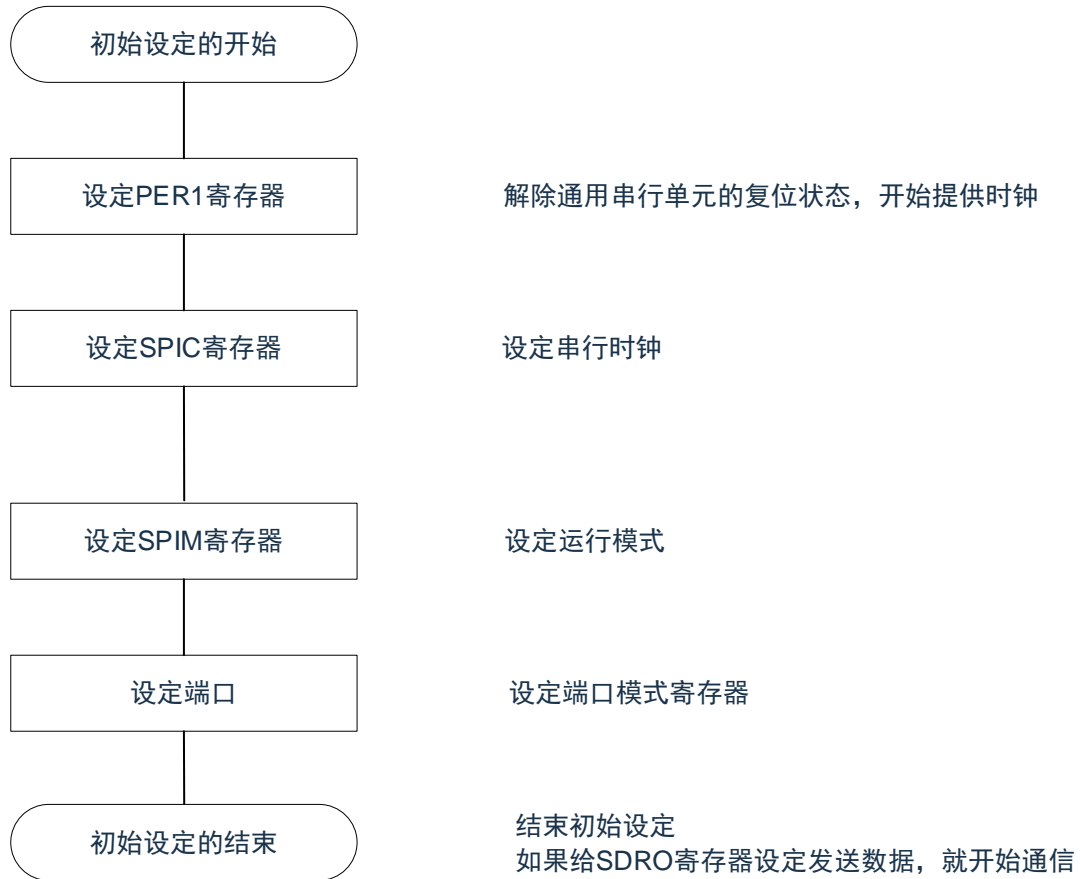 初始设定的开始
设定PER1寄存器
解除通用串行单元的复位状态，开始提供时钟
设定SPIC寄存器
设定串行时钟
设定SPIM寄存器
设定运行模式
设定端口
设定端口模式寄存器
初始设定的结束
结束初始设定
如果给SDRO寄存器设定发送数据，就开始通信